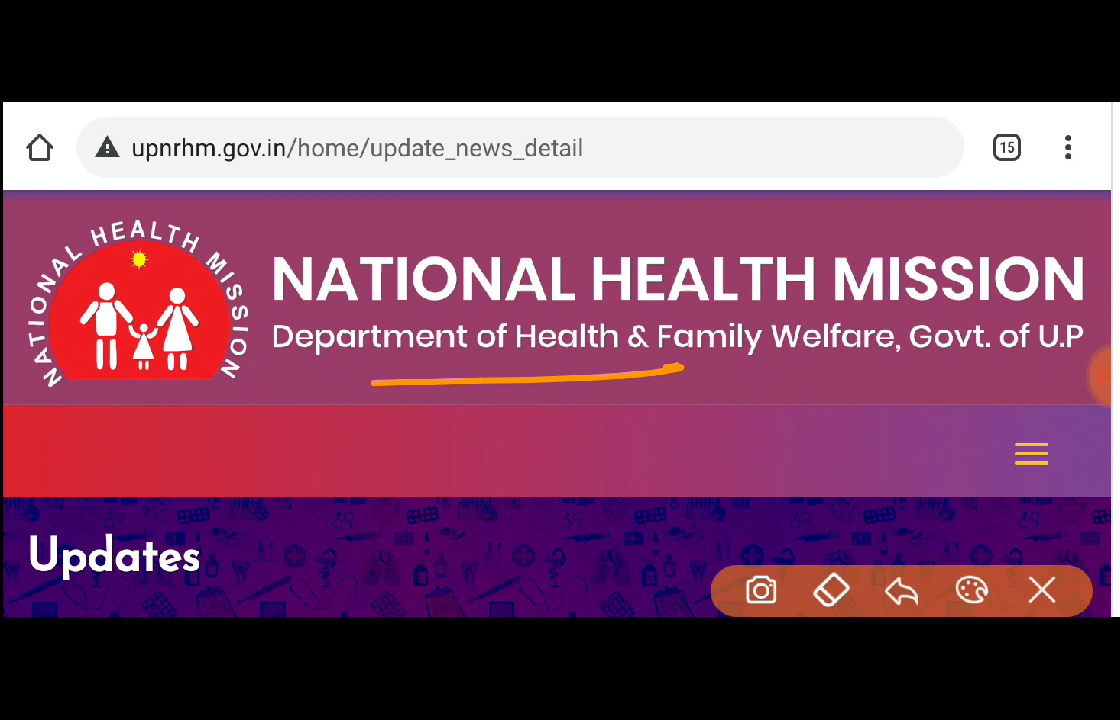 upnrhm.gov.in/home/update_news_detail
15
NATIONAL HEALTH MISSION
NATIONAL HEALTH MISSION
Department of Health & Family Welfare, Govt. of U.P
Updates